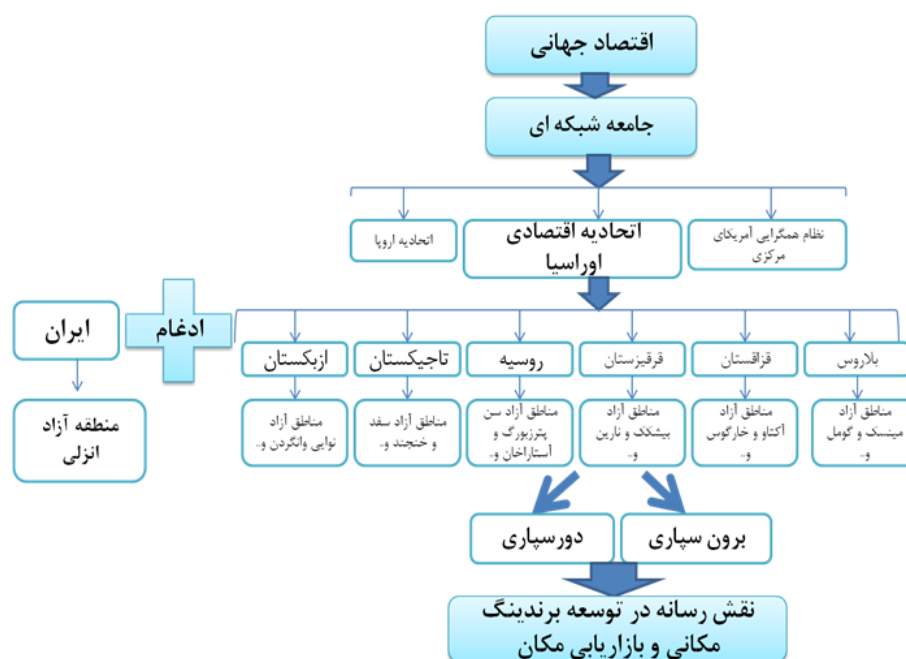 اقتصاد جهانی
جامعه شبکه ای
نظام همگرایی آمریکای
مرکزی
اتحادیه اقتصادی
اوراسیا
اتحادیه اروپا
بلاروس
قزاقستان
قرقیزستان
روسیه
تاجیکستان
ازبکستان
ادغام
ایران
مناطق آزاد
مینسک و گومل
و..
مناطق آزاد
آکتاو و خارگوس
و..
مناطق آزاد
بیشکک و نارین
و..
مناطق آزاد سن
پترزبورگ و
آستاراخان و..
مناطق آزاد سغد
و خنجند و..
مناطق آزاد
نوایی وانگردن و..
منطقه آزاد
انزلی
برون سپاری
دورسپاری
نقش رسانه در توسعه برندینگ
مکانی و بازاریابی مکان